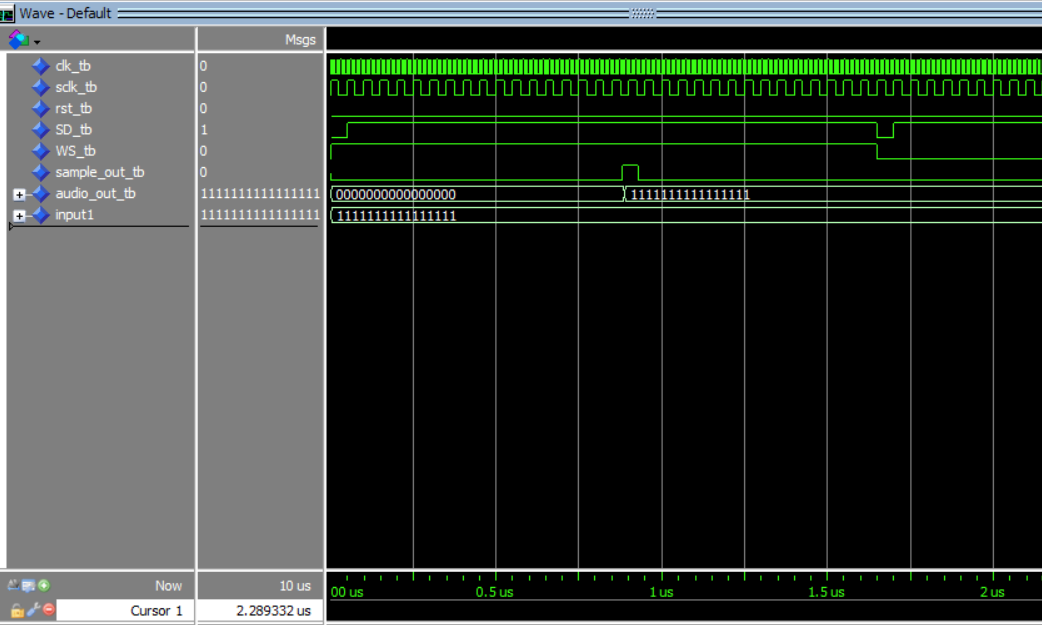 Wave - Default
Msgs
clk_tb 0
sclk_tb 0
rst_tb 0
SD_tb 1
WS_tb 0
sample_out_tb 0
audio_out_tb 1111111111111111 0000000000000000 1111111111111111
input1 1111111111111111 1111111111111111
Now 10 us 00 us 0.5 us 1 us 1.5 us 2 us
Cursor 1 2.289332 us